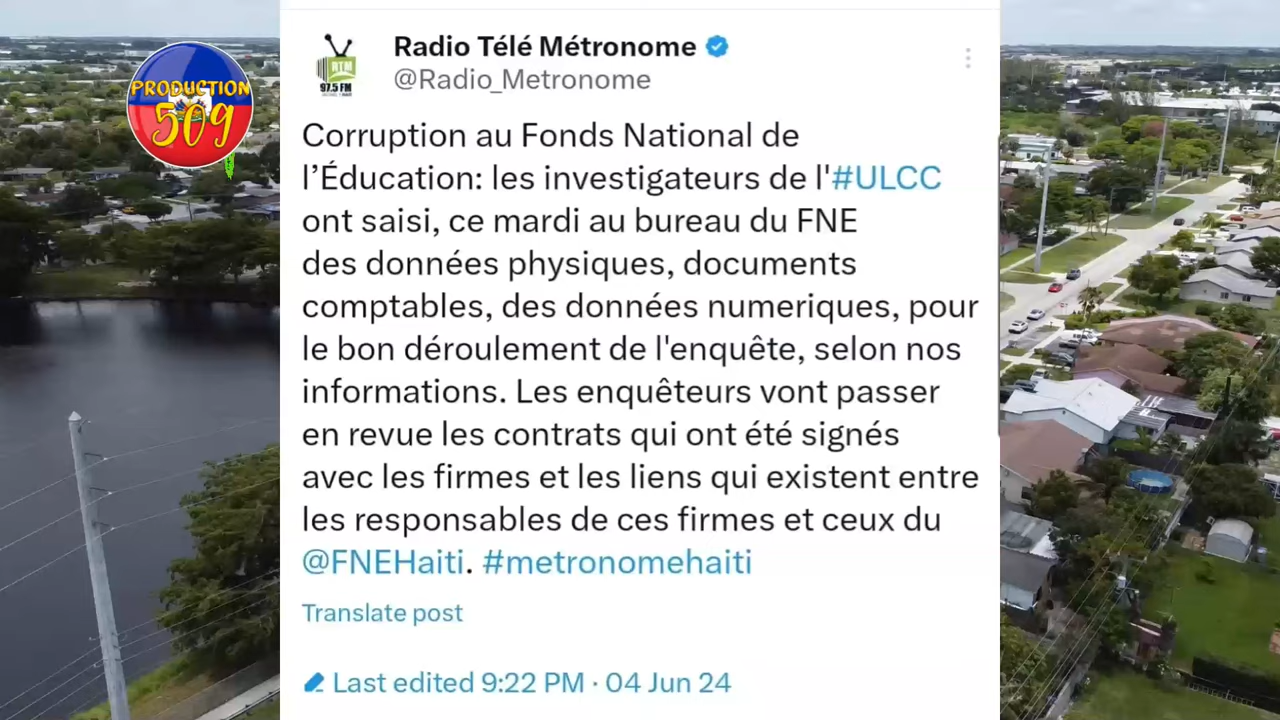 PRODUCTION
509
RTM
97.5 FM
Radio Télé Métronome
@Radio_Metronome
Corruption au Fonds National de
l’Éducation: les investigateurs de l'#ULCC
ont saisi, ce mardi au bureau du FNE
des données physiques, documents
comptables, des données numeriques, pour
le bon déroulement de l'enquête, selon nos
informations. Les enquêteurs vont passer
en revue les contrats qui ont été signés
avec les firmes et les liens qui existent entre
les responsables de ces firmes et ceux du
@FNEHaiti. #metronomehaiti
Translate post
Last edited 9:22 PM · 04 Jun 24